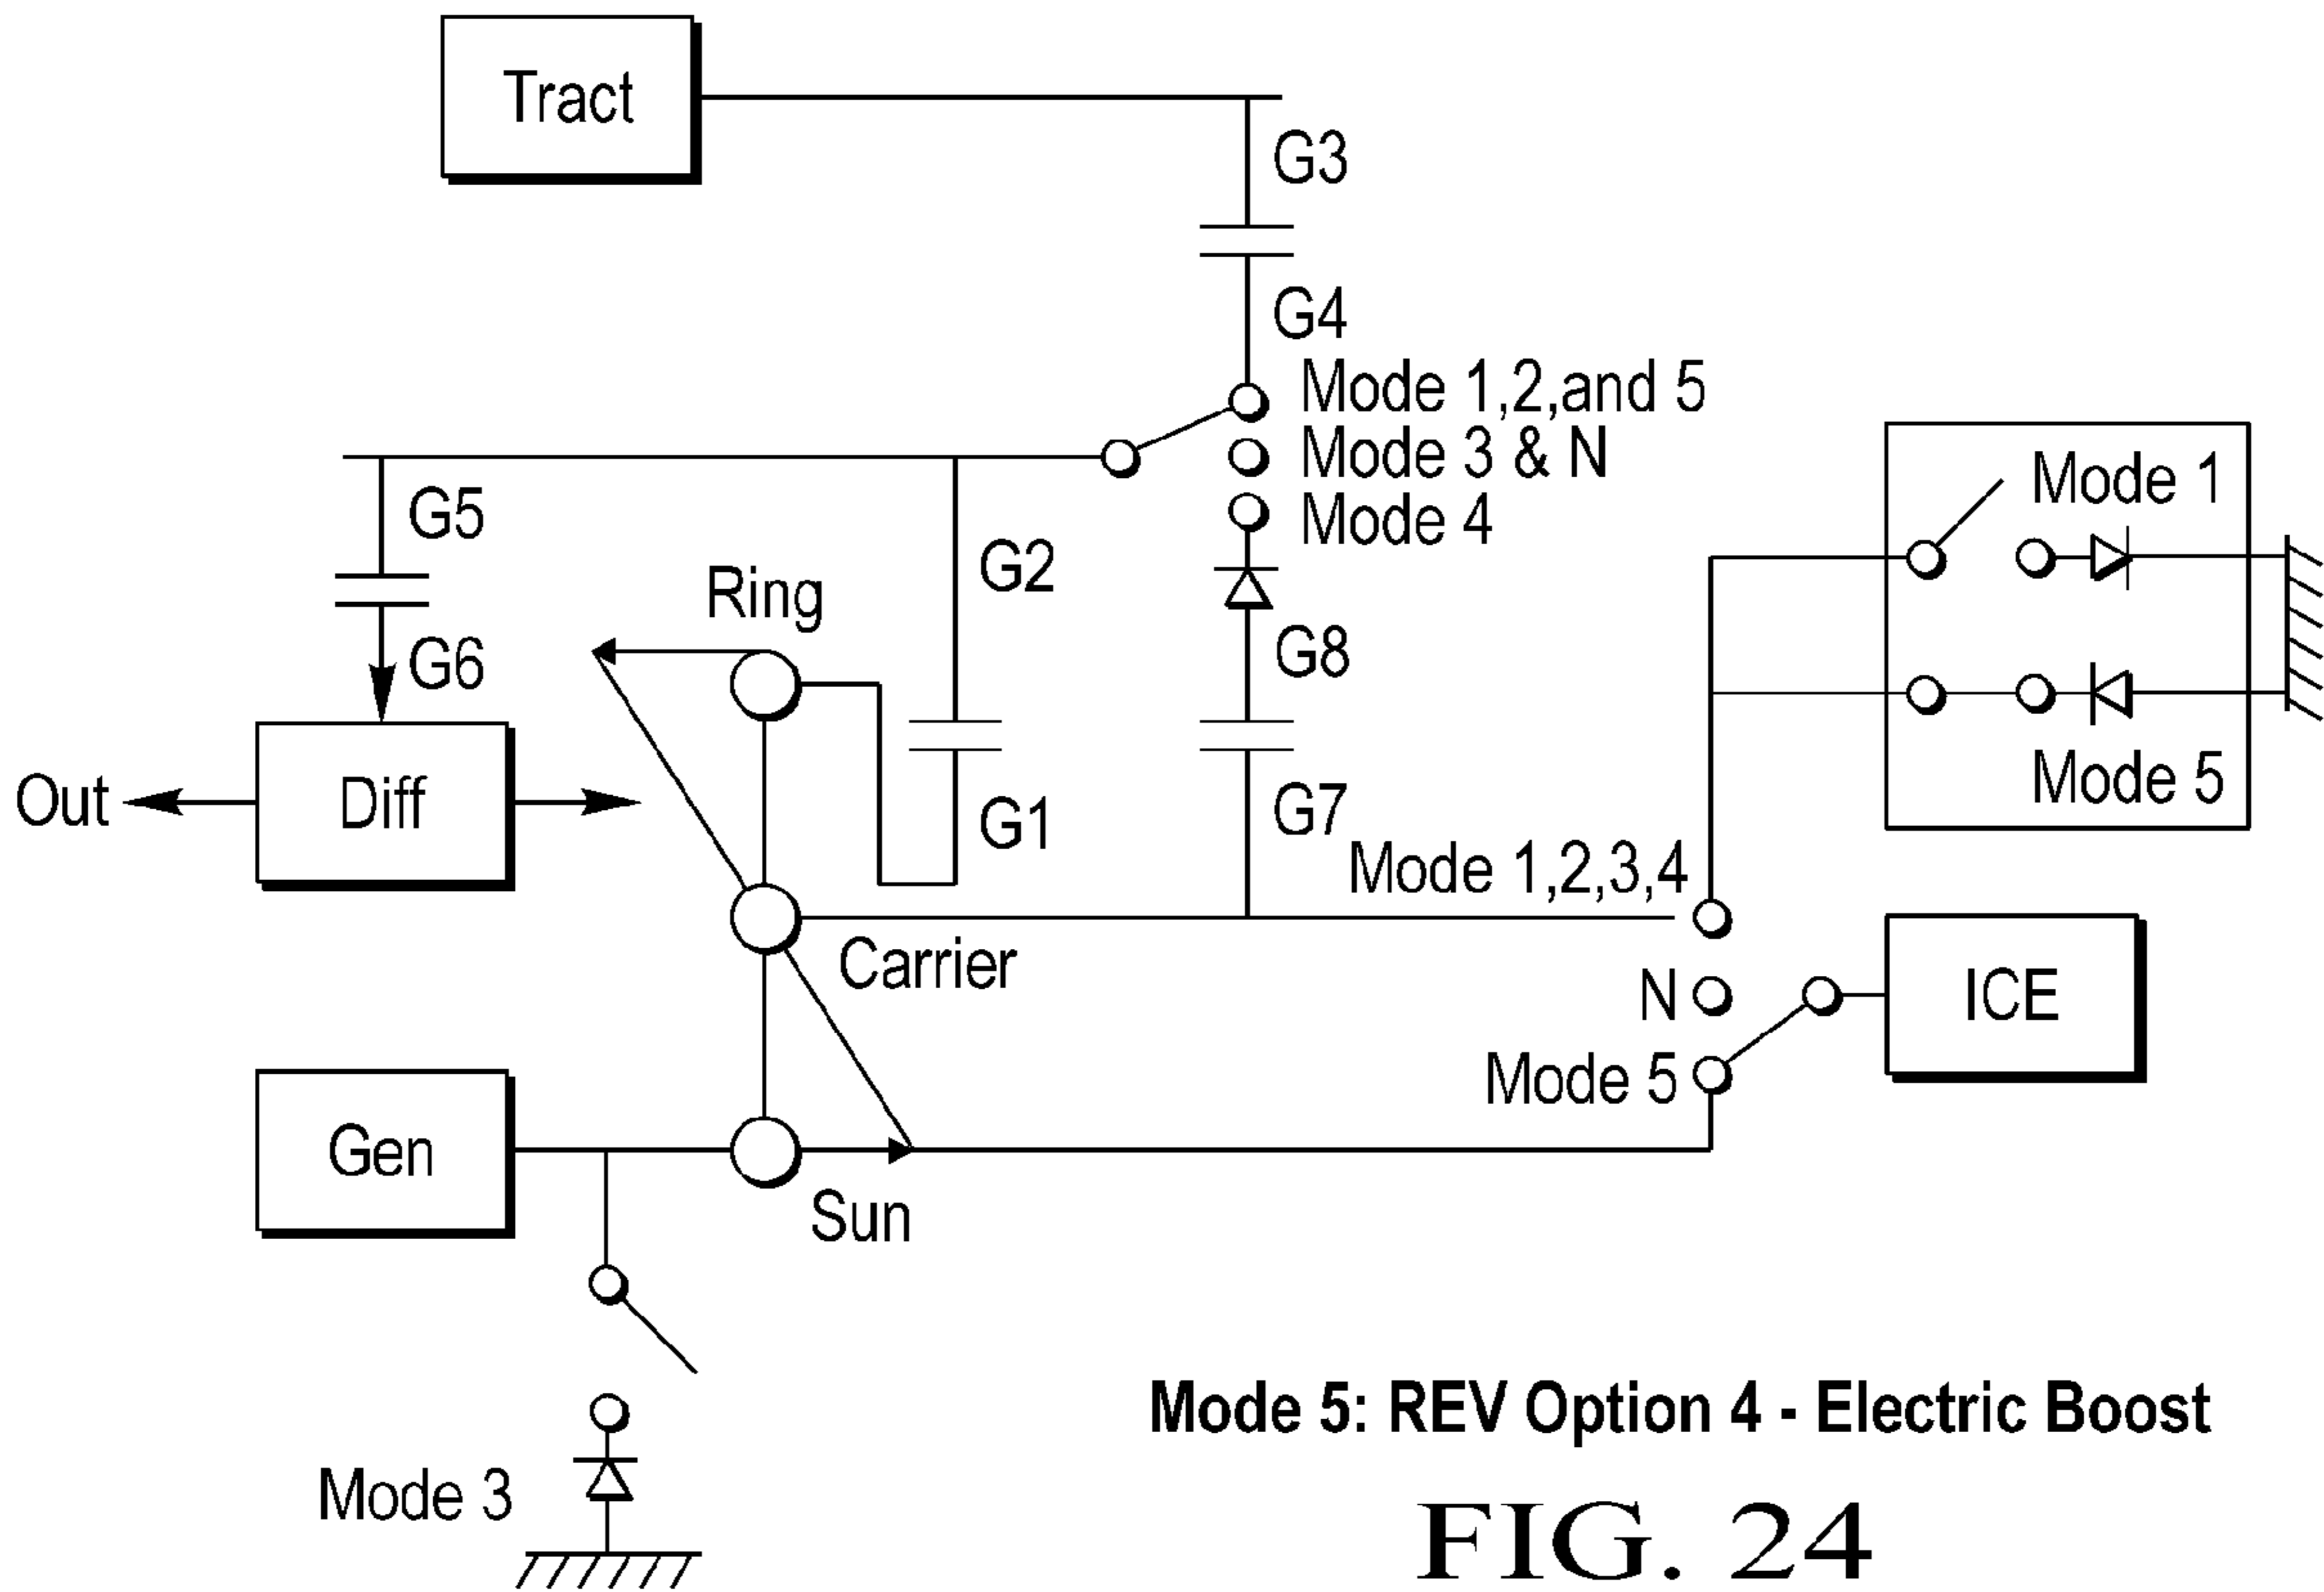 Tract
G3
G4
Mode 1,2,and 5
Mode 3 & N
Mode 4
G5
G2
Mode 1
Ring
G8
G6
Mode 5
Out
Diff
G1
G7
Mode 1,2,3,4
Carrier
N
ICE
Mode 5
Gen
Sun
Mode 3
Mode 5: REV Option 4 - Electric Boost
FIG. 24